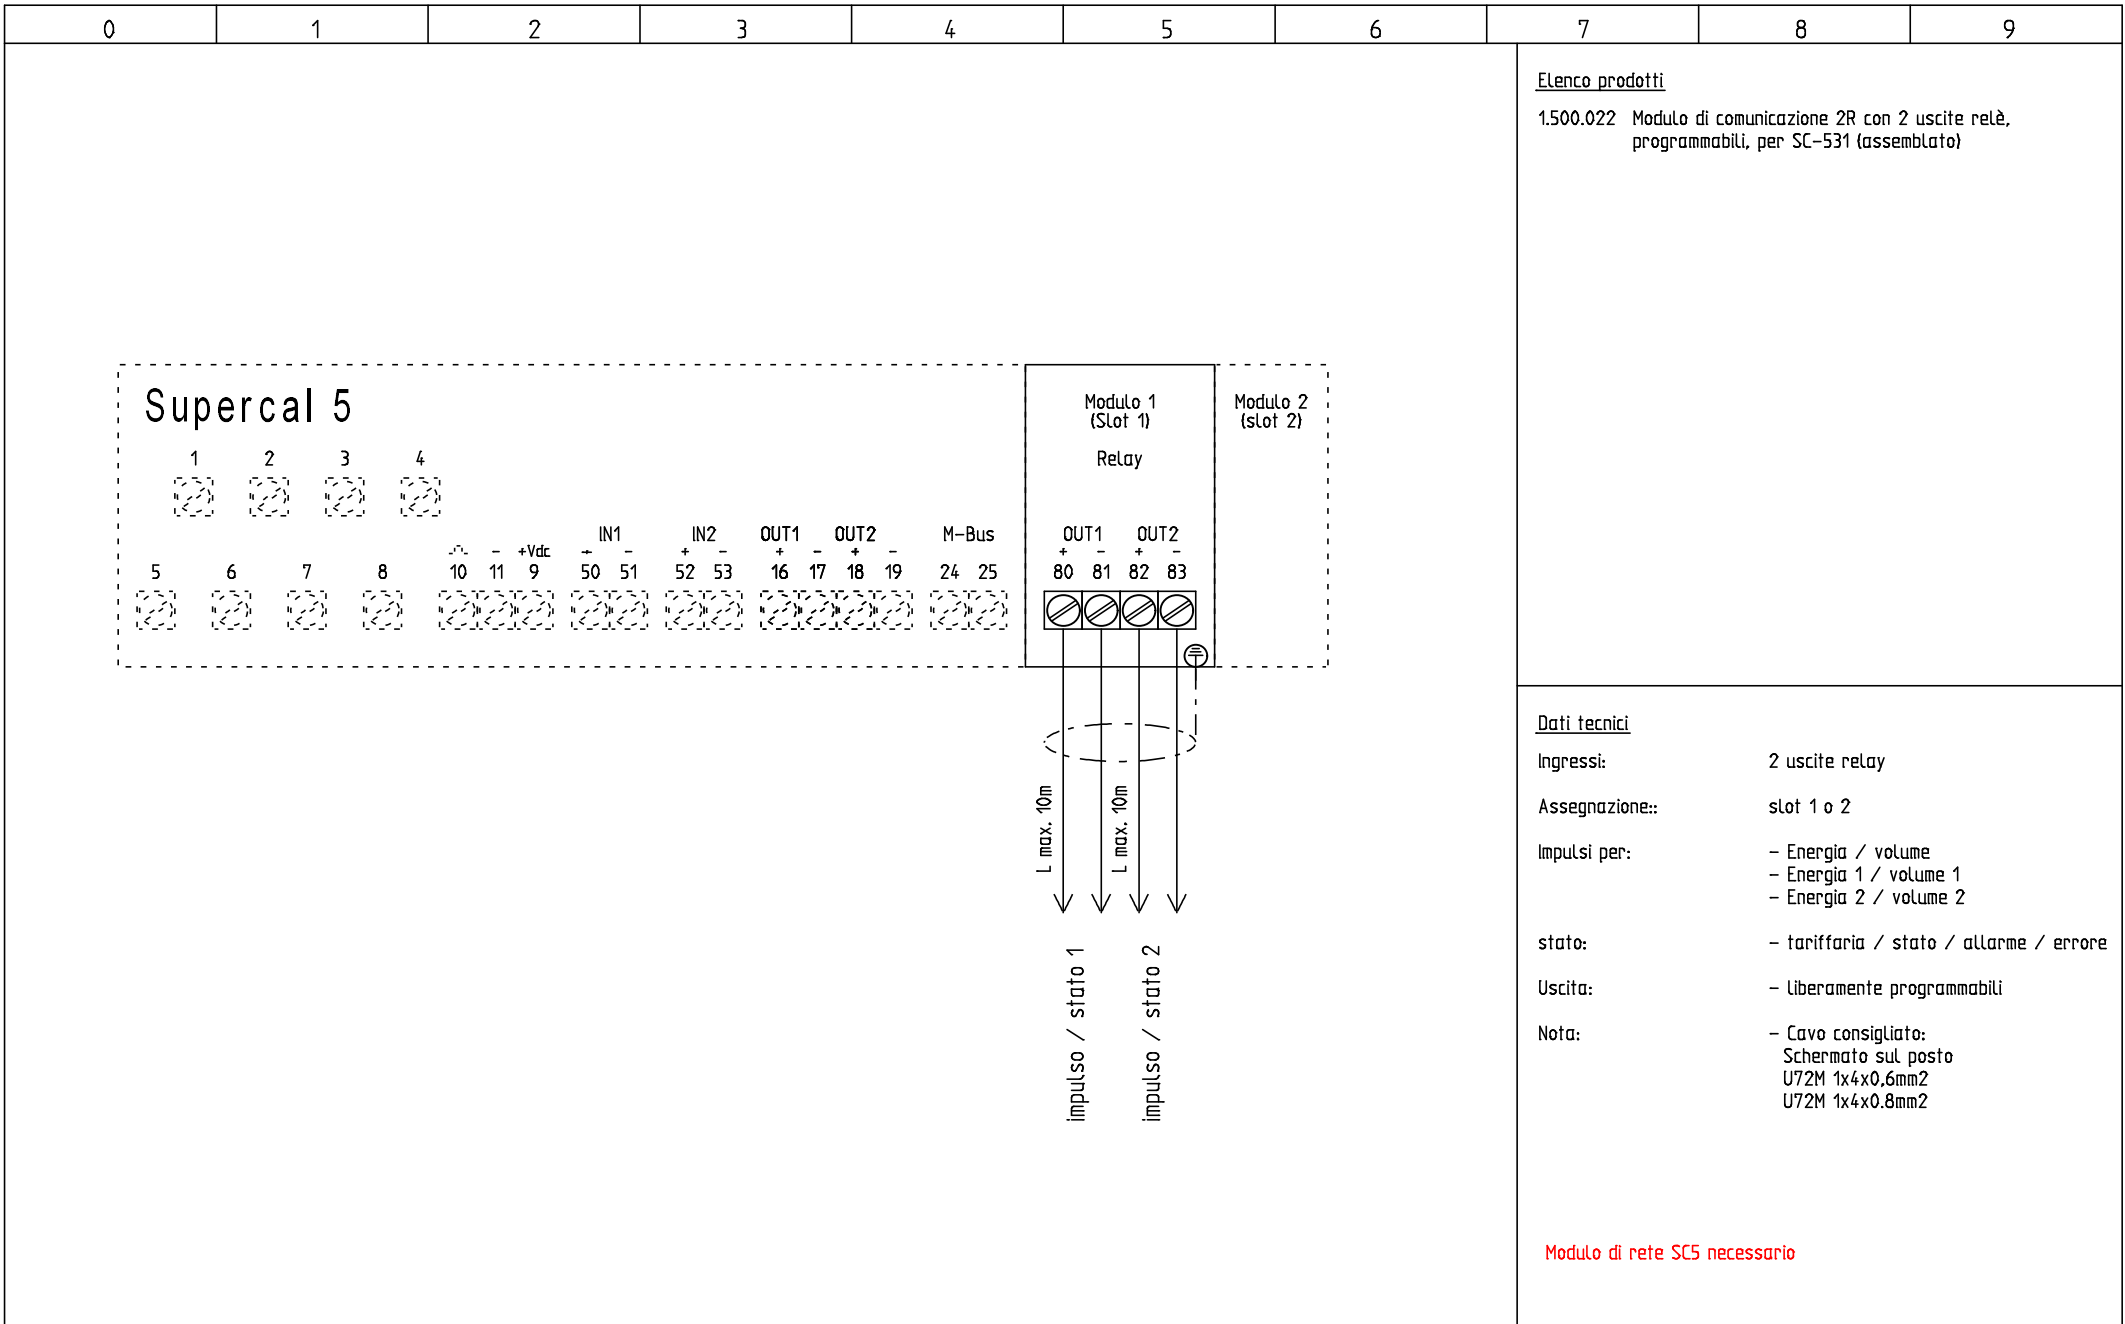 0 1 2 3 4 5 6 7 8 9
Elenco prodotti
1.500.022 Modulo di comunicazione 2R con 2 uscite relè,
programmabili, per SC-531 (assemblato)
Supercal 5
Modulo 1
(Slot 1)
Relay
Modulo 2
(slot 2)
1 2 3 4
IN1 IN2 OUT1 OUT2 M-Bus OUT1 OUT2
- +Vdc + - + - + - + - + - + -
5 6 7 8 10 11 9 50 51 52 53 16 17 18 19 24 25 80 81 82 83
L max. 10m
L max. 10m
impulso / stato 1
impulso / stato 2
Dati tecnici
Ingressi: 2 uscite relay
Assegnazione:: slot 1 o 2
Impulsi per: - Energia / volume
- Energia 1 / volume 1
- Energia 2 / volume 2
stato: - tariffaria / stato / allarme / errore
Uscita: - liberamente programmabili
Nota: - Cavo consigliato:
Schermato sul posto
U72M 1x4x0,6mm2
U72M 1x4x0.8mm2
Modulo di rete SC5 necessario